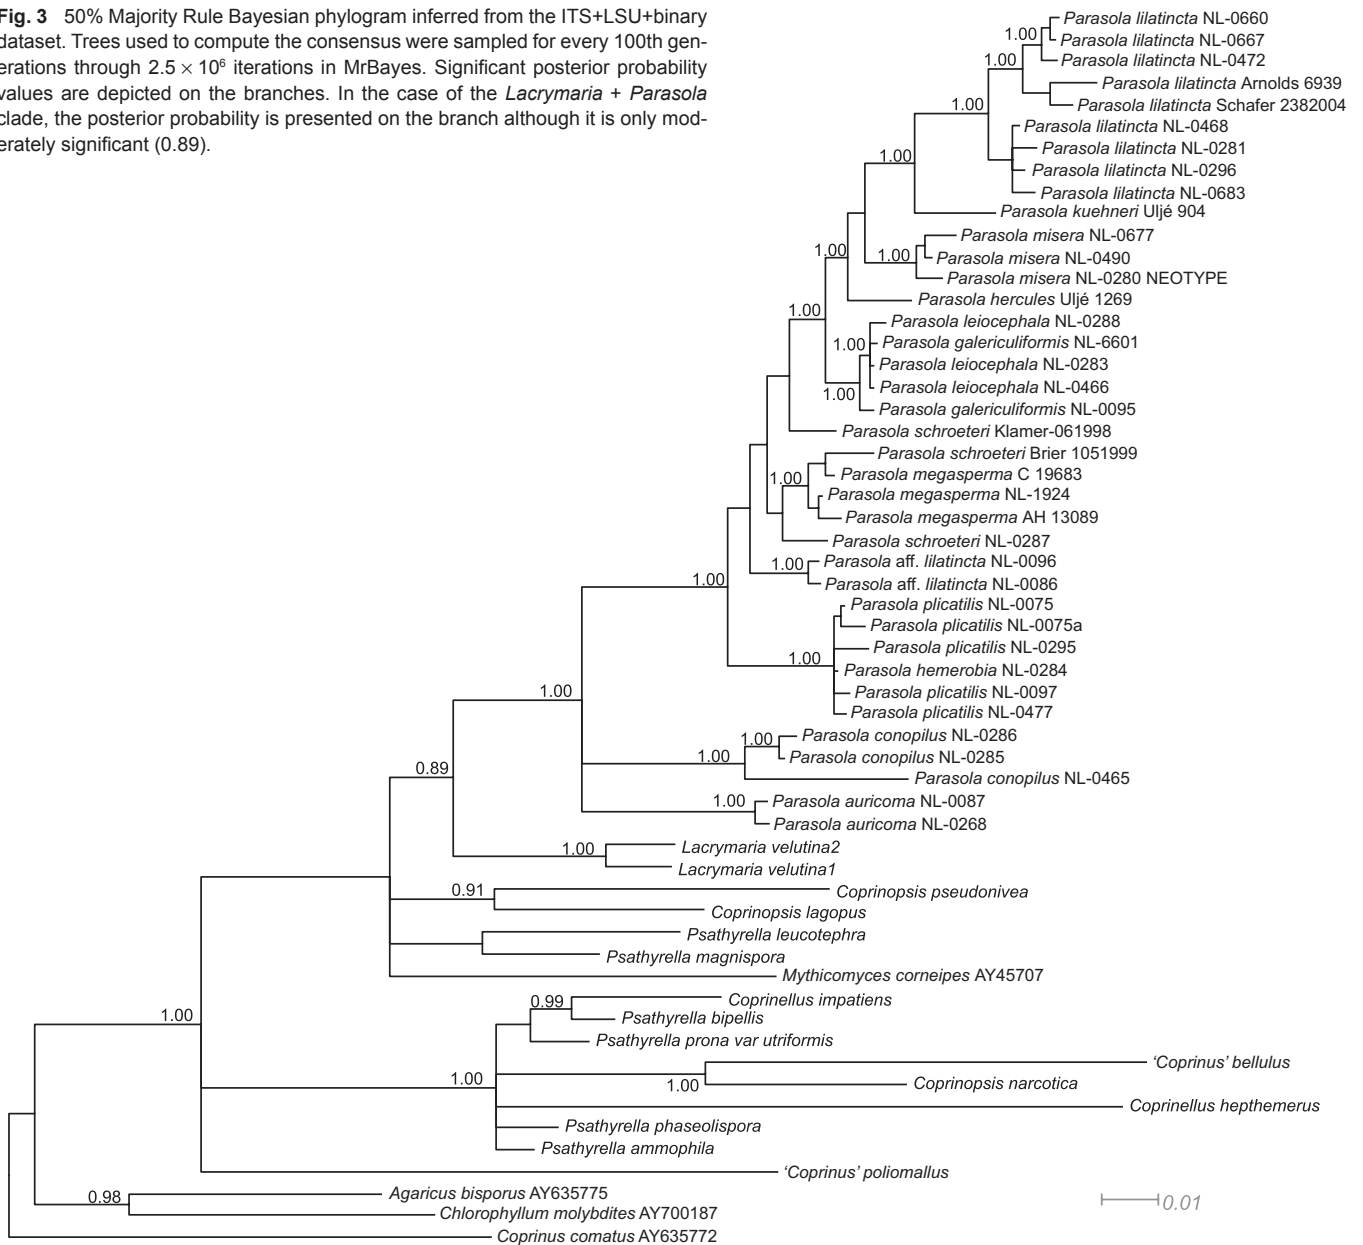 Fig. 3 50% Majority Rule Bayesian phylogram inferred from the ITS+LSU+binary
dataset. Trees used to compute the consensus were sampled for every 100th gen-
erations through 2.5 × 10⁶ iterations in MrBayes. Significant posterior probability
values are depicted on the branches. In the case of the Lacrymaria + Parasola
clade, the posterior probability is presented on the branch although it is only mod-
erately significant (0.89).
Parasola lilatincta NL-0660
1.00
Parasola lilatincta NL-0667
1.00
Parasola lilatincta NL-0472
Parasola lilatincta Arnolds 6939
1.00
Parasola lilatincta Schafer 2382004
Parasola lilatincta NL-0468
Parasola lilatincta NL-0281
1.00
Parasola lilatincta NL-0296
Parasola lilatincta NL-0683
Parasola kuehneri Uljé 904
Parasola misera NL-0677
1.00
1.00
Parasola misera NL-0490
Parasola misera NL-0280 NEOTYPE
Parasola hercules Uljé 1269
1.00
Parasola leiocephala NL-0288
1.00
Parasola galericuliformis NL-6601
Parasola leiocephala NL-0283
Parasola leiocephala NL-0466
1.00
Parasola galericuliformis NL-0095
Parasola schroeteri Klamer-061998
Parasola schroeteri Brier 1051999
1.00
Parasola megasperma C 19683
Parasola megasperma NL-1924
Parasola megasperma AH 13089
Parasola schroeteri NL-0287
1.00
Parasola aff. lilatincta NL-0096
1.00
Parasola aff. lilatincta NL-0086
Parasola plicatilis NL-0075
Parasola plicatilis NL-0075a
Parasola plicatilis NL-0295
1.00
Parasola hemerobia NL-0284
1.00
Parasola plicatilis NL-0097
Parasola plicatilis NL-0477
1.00
Parasola conopilus NL-0286
1.00
Parasola conopilus NL-0285
0.89
Parasola conopilus NL-0465
1.00
Parasola auricoma NL-0087
Parasola auricoma NL-0268
1.00
Lacrymaria velutina2
Lacrymaria velutina1
0.91
Coprinopsis pseudonivea
Coprinopsis lagopus
Psathyrella leucotephra
Psathyrella magnispora
Mythicomyces corneipes AY45707
0.99
Coprinellus impatiens
1.00
Psathyrella bipellis
Psathyrella prona var utriformis
‘Coprinus’ bellulus
1.00
1.00
Coprinopsis narcotica
Coprinellus hepthemerus
Psathyrella phaseolispora
Psathyrella ammophila
‘Coprinus’ poliomallus
0.98
Agaricus bisporus AY635775
Chlorophyllum molybdites AY700187
0.01
Coprinus comatus AY635772